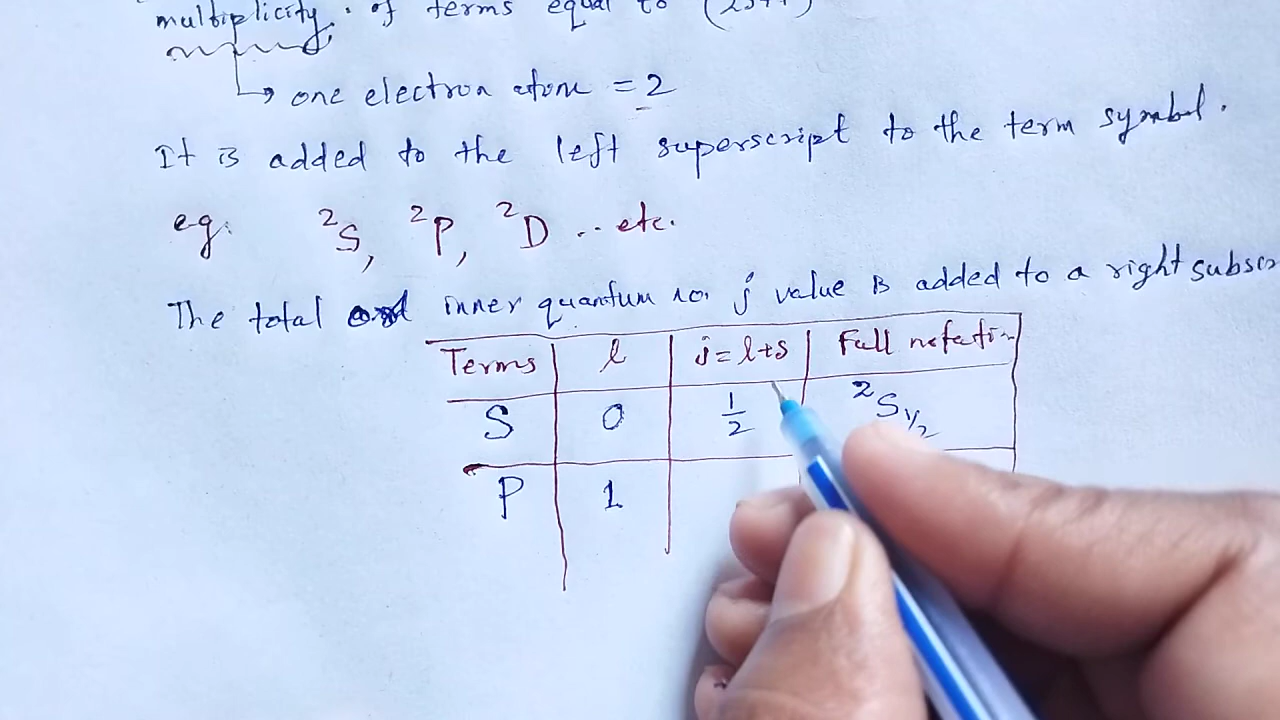 multiplicity. of terms equal to (2s+1)
→ one electron atom = 2
It is added to the left superscript to the term symbol.
eg. ²S, ²P, ²D ... etc.
The total inner quantum no. j value is added to a right
Terms l j = l+s Full notation
S 0 1/2 ²S1/2
P 1